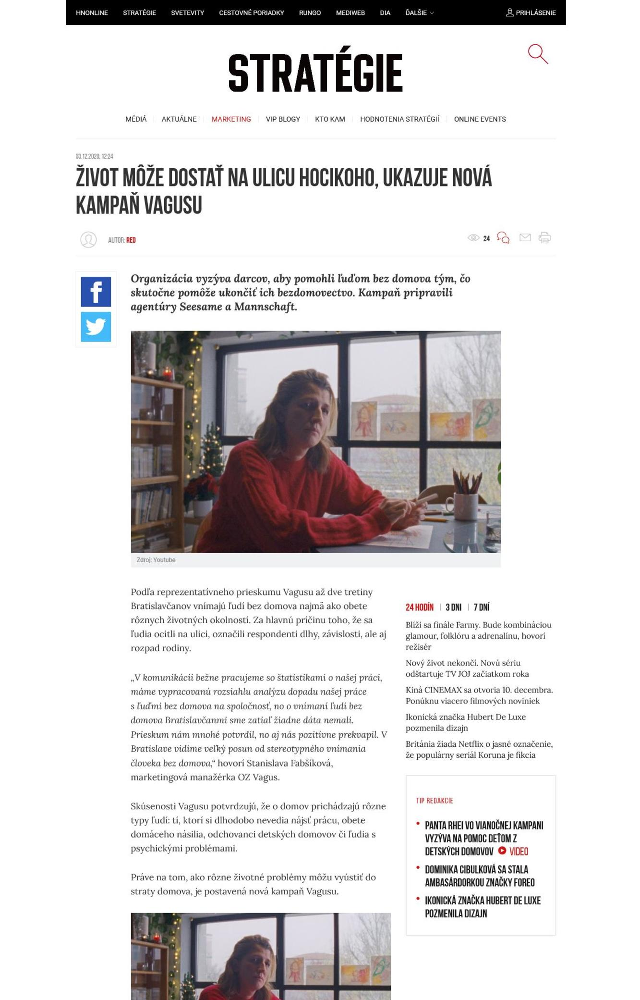 HNONLINE STRATÉGIE SVETEVITY CESTOVNÉ PORIADKY RUNGO MEDIWEB DIA ĎALŠIE PRIHLÁSENIE
STRATÉGIE
MÉDIÁ AKTUÁLNE MARKETING VIP BLOGY KTO KAM HODNOTENIA STRATÉGIÍ ONLINE EVENTS
03.12.2020, 12:24
ŽIVOT MÔŽE DOSTAŤ NA ULICU HOCIKOHO, UKAZUJE NOVÁ
KAMPAŇ VAGUSU
AUTOR: RED
24
Organizácia vyzýva darcov, aby pomohli ľuďom bez domova tým, čo
skutočne pomôže ukončiť ich bezdomovectvo. Kampaň pripravili
agentúry Seesame a Mannschaft.
Zdroj: Youtube
Podľa reprezentatívneho prieskumu Vagusu až dve tretiny
Bratislavčanov vnímajú ľudí bez domova najmä ako obete
rôznych životných okolností. Za hlavnú príčinu toho, že sa
ľudia ocitli na ulici, označili respondenti dlhy, závislosti, ale aj
rozpad rodiny.
„V komunikácii bežne pracujeme so štatistikami o našej práci,
máme vypracovanú rozsiahlu analýzu dopadu našej práce
s ľuďmi bez domova na spoločnosť, no o vnímaní ľudí bez
domova Bratislavčanmi sme zatiaľ žiadne dáta nemali.
Prieskum nám mnohé potvrdil, no aj nás pozitívne prekvapil. V
Bratislave vidíme veľký posun od stereotypného vnímania
človeka bez domova,“ hovorí Stanislava Fabšíková,
marketingová manažérka OZ Vagus.
Skúsenosti Vagusu potvrdzujú, že o domov prichádzajú rôzne
typy ľudí: tí, ktorí si dlhodobo nevedia nájsť prácu, obete
domáceho násilia, odchovanci detských domovov či ľudia s
psychickými problémami.
Práve na tom, ako rôzne životné problémy môžu vyústiť do
straty domova, je postavená nová kampaň Vagusu.
24 HODÍN 3 DNI 7 DNÍ
Blíži sa finále Farmy. Bude kombináciou
glamour, folklóru a adrenalínu, hovorí
režisér
Nový život nekončí. Novú sériu
odštartuje TV JOJ začiatkom roka
Kiná CINEMAX sa otvoria 10. decembra.
Ponúknu viacero filmových noviniek
Ikonická značka Hubert De Luxe
pozmenila dizajn
Británia žiada Netflix o jasné označenie,
že populárny seriál Koruna je fikcia
TIP REDAKCIE
PANTA RHEI VO VIANOČNEJ KAMPANI
VYZÝVA NA POMOC DEŤOM Z
DETSKÝCH DOMOVOV VIDEO
DOMINIKA CIBULKOVÁ SA STALA
AMBASÁRDORKOU ZNAČKY FOREO
IKONICKÁ ZNAČKA HUBERT DE LUXE
POZMENILA DIZAJN